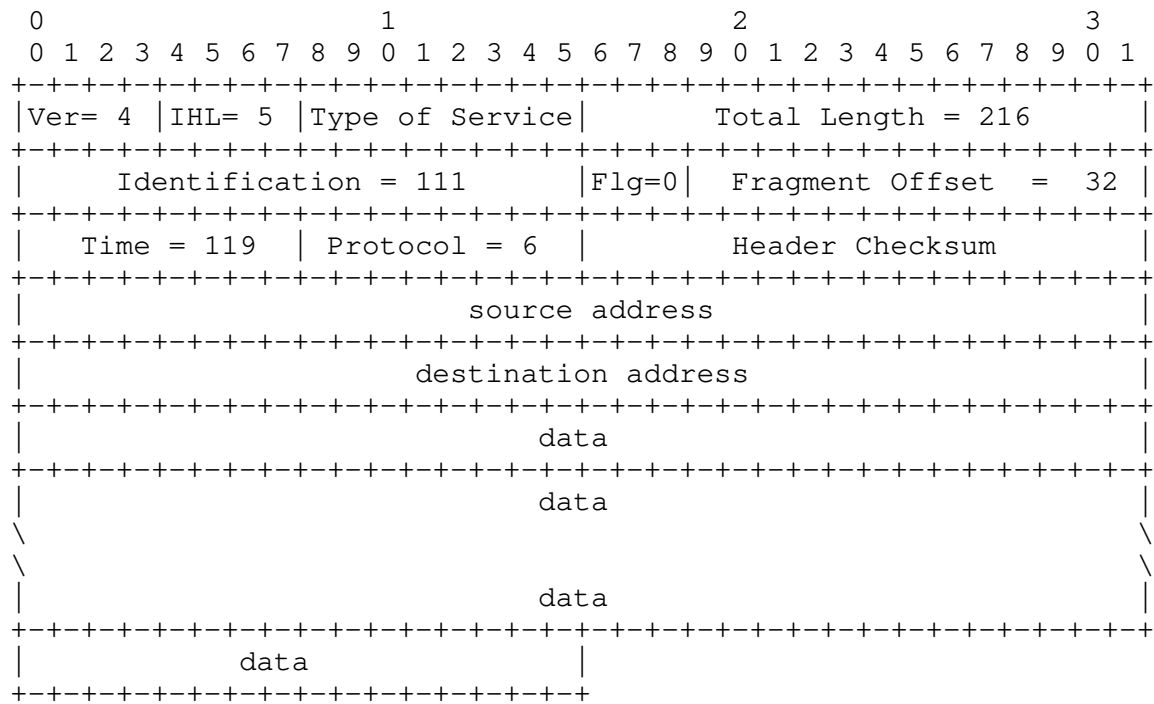 0                   1                   2                   3
 0 1 2 3 4 5 6 7 8 9 0 1 2 3 4 5 6 7 8 9 0 1 2 3 4 5 6 7 8 9 0 1
+-+-+-+-+-+-+-+-+-+-+-+-+-+-+-+-+-+-+-+-+-+-+-+-+-+-+-+-+-+-+-+-+
|Ver= 4 |IHL= 5 |Type of Service|       Total Length = 216      |
+-+-+-+-+-+-+-+-+-+-+-+-+-+-+-+-+-+-+-+-+-+-+-+-+-+-+-+-+-+-+-+-+
|     Identification = 111      |Flg=0|  Fragment Offset  =  32 |
+-+-+-+-+-+-+-+-+-+-+-+-+-+-+-+-+-+-+-+-+-+-+-+-+-+-+-+-+-+-+-+-+
|   Time = 119  | Protocol = 6  |        Header Checksum        |
+-+-+-+-+-+-+-+-+-+-+-+-+-+-+-+-+-+-+-+-+-+-+-+-+-+-+-+-+-+-+-+-+
|                         source address                        |
+-+-+-+-+-+-+-+-+-+-+-+-+-+-+-+-+-+-+-+-+-+-+-+-+-+-+-+-+-+-+-+-+
|                      destination address                      |
+-+-+-+-+-+-+-+-+-+-+-+-+-+-+-+-+-+-+-+-+-+-+-+-+-+-+-+-+-+-+-+-+
|                             data                              |
+-+-+-+-+-+-+-+-+-+-+-+-+-+-+-+-+-+-+-+-+-+-+-+-+-+-+-+-+-+-+-+-+
|                             data                              |
\                                                               \
\                                                               \
|                             data                              |
+-+-+-+-+-+-+-+-+-+-+-+-+-+-+-+-+-+-+-+-+-+-+-+-+-+-+-+-+-+-+-+-+
|            data               |
+-+-+-+-+-+-+-+-+-+-+-+-+-+-+-+-+